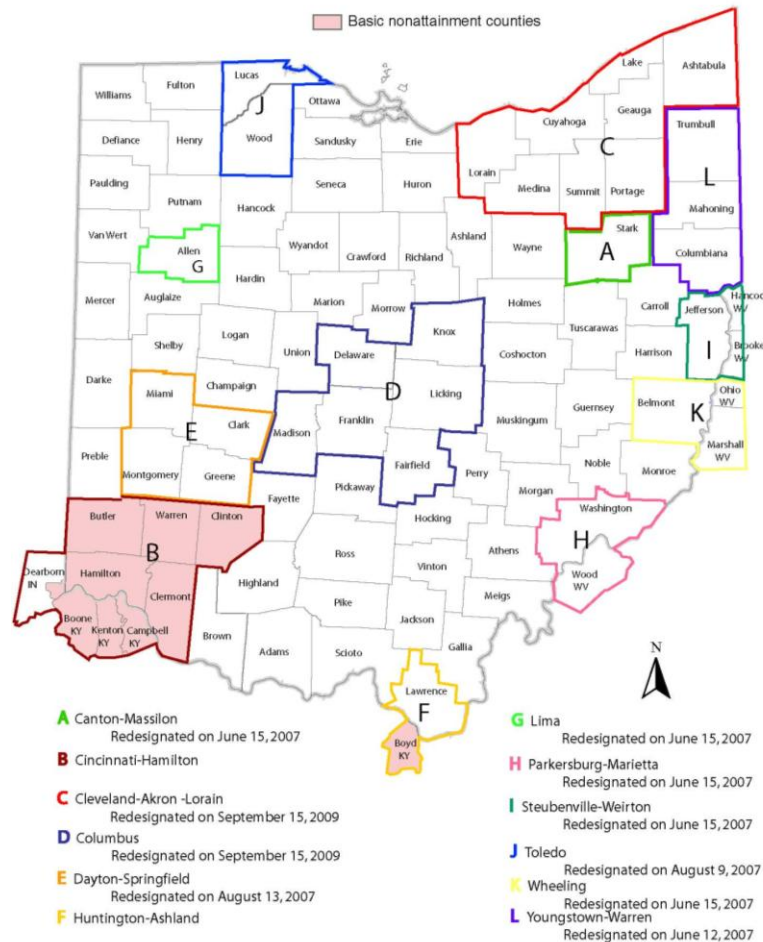 Basic nonattainment counties
Lake
Ashtabula
Lucas
Fulton
Williams
Geauga
Ottawa
J
Cuyahoga
Trumbull
Defiance
Henry
Wood
Sandusky
Erie
C
Lorain
L
Paulding
Seneca
Huron
Medina
Summit
Portage
Putnam
Mahoning
Hancock
Van Wert
Allen
Ashland
Stark
G
Wyandot
Crawford
Richland
Wayne
A
Columbiana
Hardin
Mercer
Auglaize
Marion
Morrow
Holmes
Carroll
Jefferson
Hancoc
WV
Logan
Knox
Tuscarawas
Shelby
Union
Delaware
Coshocton
Harrison
I
Brooke
WV
Darke
Champaign
D
Licking
Miami
Belmont
K
Ohio
WV
Clark
Franklin
Muskingum
Guernsey
E
Madison
Marshall
WV
Preble
Fairfield
Montgomery
Greene
Perry
Noble
Monroe
Fayette
Pickaway
Morgan
Washington
Butler
Warren
Clinton
Hocking
H
B
Ross
Athens
Dearborn
IN
Hamilton
Vinton
Wood
WV
Highland
Clermont
Meigs
Boone
KY
Kenton
KY
Campbell
KY
Pike
Jackson
Brown
Adams
Scioto
Gallia
N
Lawrence
F
Boyd
KY
A Canton-Massilon
Redesignated on June 15, 2007
B Cincinnati-Hamilton
C Cleveland-Akron -Lorain
Redesignated on September 15, 2009
D Columbus
Redesignated on September 15, 2009
E Dayton-Springfield
Redesignated on August 13, 2007
F Huntington-Ashland
G Lima
Redesignated on June 15, 2007
H Parkersburg-Marietta
Redesignated on June 15, 2007
I Steubenville-Weirton
Redesignated on June 15, 2007
J Toledo
Redesignated on August 9, 2007
K Wheeling
Redesignated on June 15, 2007
L Youngstown-Warren
Redesignated on June 12, 2007